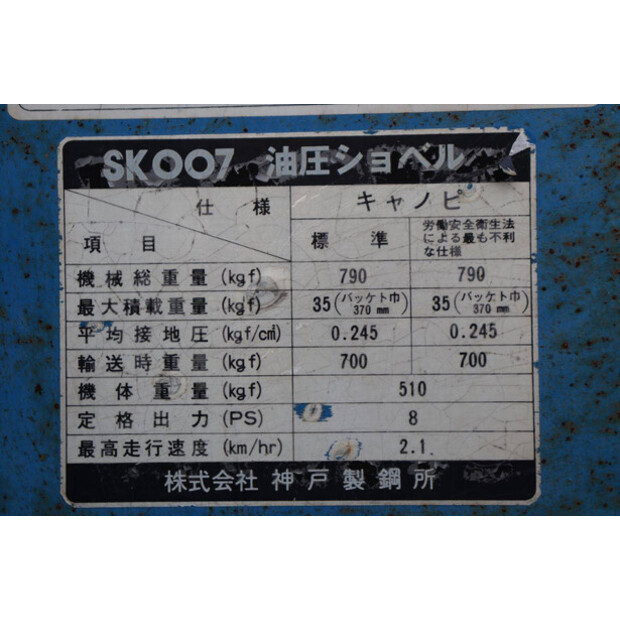 SK007 油圧ショベル
仕様 キャノピ
項目 標準 労働安全衛生法
による最も不利
な仕様
機械総重量(kgf) 790 790
最大積載重量(kgf) 35(バッケト巾 370mm) 35(バッケト巾 370mm)
平均接地圧(kgf/cm²) 0.245 0.245
輸送時重量(kgf) 700 700
機体重量(kgf) 510
定格出力(PS) 8
最高走行速度(km/hr) 2.1
株式会社 神戸製鋼所